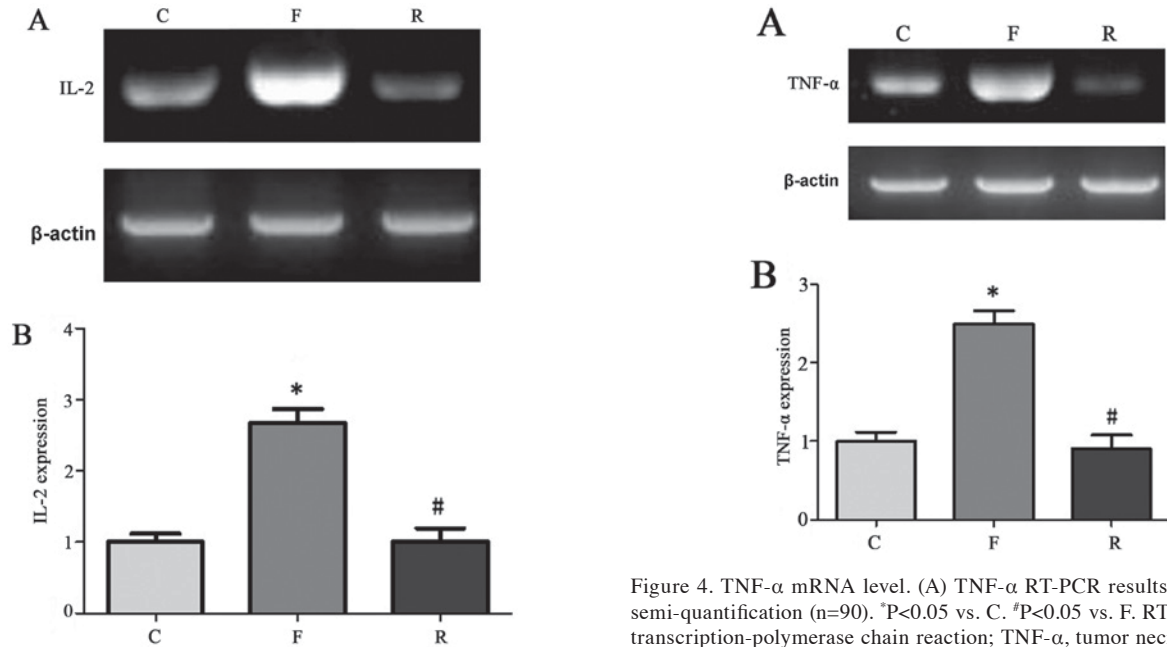 A
C F R
IL-2
β-actin
B
4
3
2
1
0
IL-2 expression
*
#
C F R
A
C F R
TNF-α
β-actin
B
3
2
1
0
TNF-α expression
*
#
C F R
Figure 4. TNF-α mRNA level. (A) TNF-α RT-PCR results
semi-quantification (n=90). *P<0.05 vs. C. #P<0.05 vs. F. RT
transcription-polymerase chain reaction; TNF-α, tumor nec